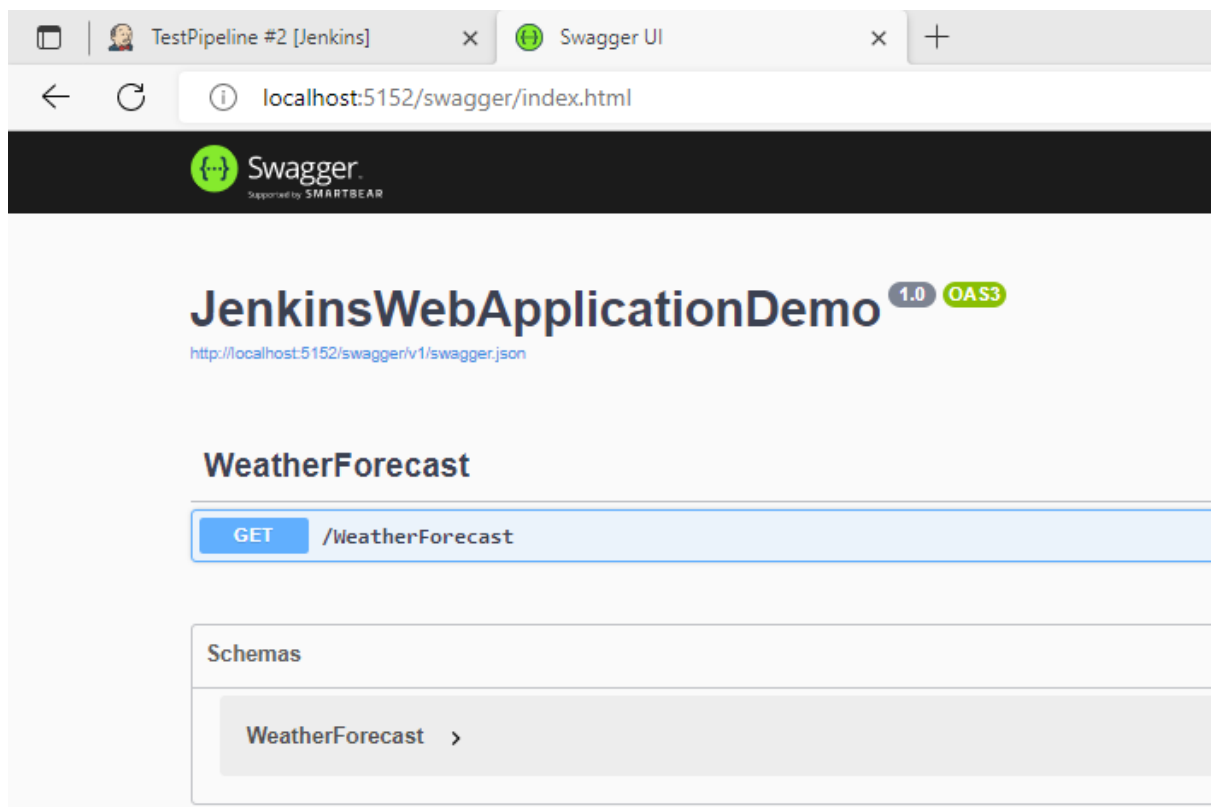 TestPipeline #2 [Jenkins]
Swagger UI
localhost:5152/swagger/index.html
Swagger.
Supported by SMARTBEAR
JenkinsWebApplicationDemo 1.0 OAS3
http://localhost:5152/swagger/v1/swagger.json
WeatherForecast
GET /WeatherForecast
Schemas
WeatherForecast